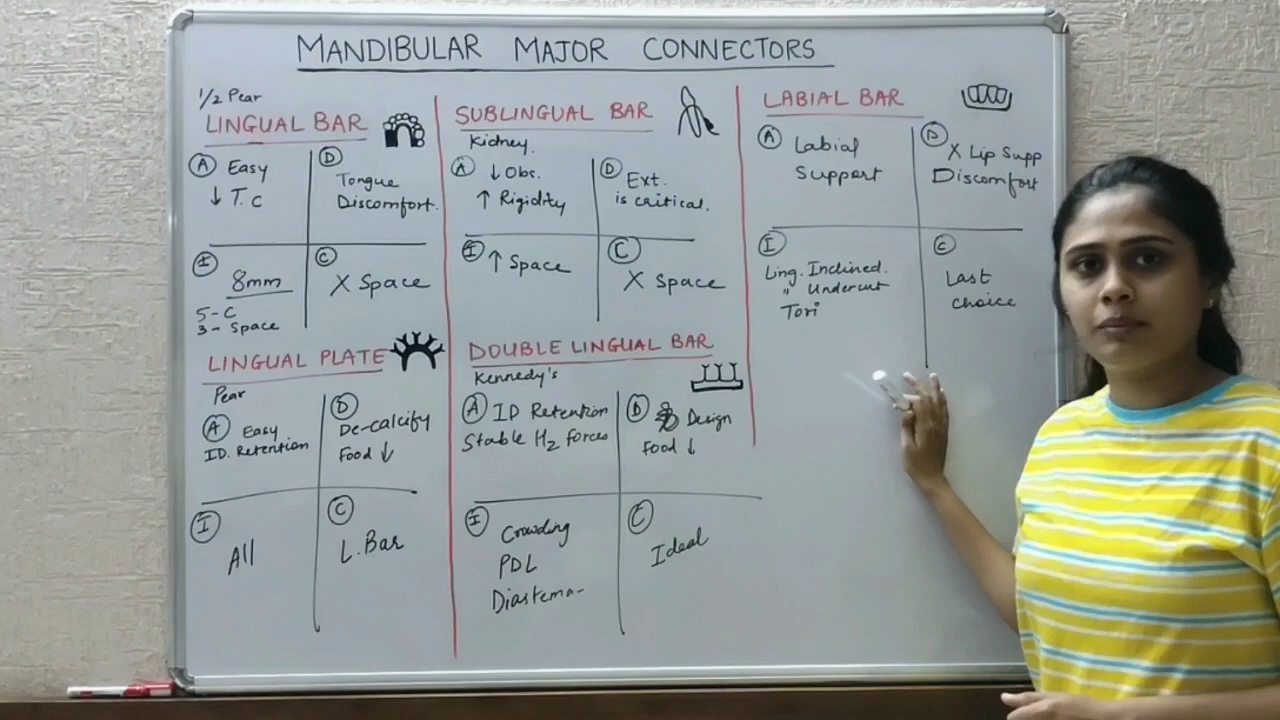 MANDIBULAR MAJOR CONNECTORS
1/2 Pear
LINGUAL BAR
A Easy
↓ T.C
D
Tongue
Discomfort.
I
8mm
5-C
3- Space
C
X Space
LINGUAL PLATE
Pear
A Easy
ID. Retention
D
De-calcify
Food ↓
I
All
C
L. Bar
SUBLINGUAL BAR
Kidney.
A ↓ Obs.
↑ Rigidity
D Ext.
is critical.
I ↑ Space
C
X Space
DOUBLE LINGUAL BAR
Kennedy's
A ID Retention
Stable H2 forces
D Design
Food ↓
I Crowding
PDL
Diastema-
C
Ideal
LABIAL BAR
A Labial
Support
D
X Lip Supp
Discomfort
I
Ling. Inclined.
" Undercut
Tori
C
Last
choice